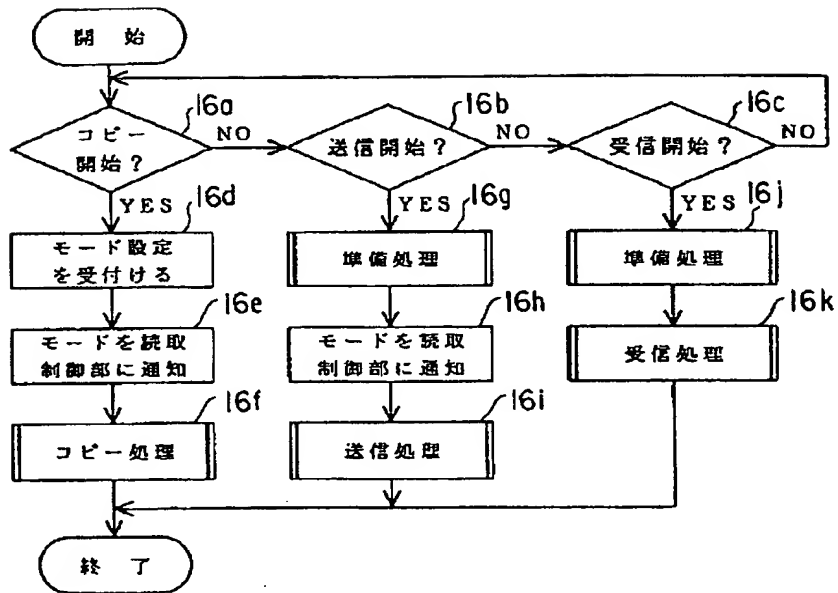 開 始
16a
コピー
開始？
NO
16b
送信開始？
NO
16c
受信開始？
NO
YES
16d
モード設定
を受付ける
16e
モードを読取
制御部に通知
16f
コピー処理
YES
16g
準備処理
16h
モードを読取
制御部に通知
16i
送信処理
YES
16j
準備処理
16k
受信処理
終 了